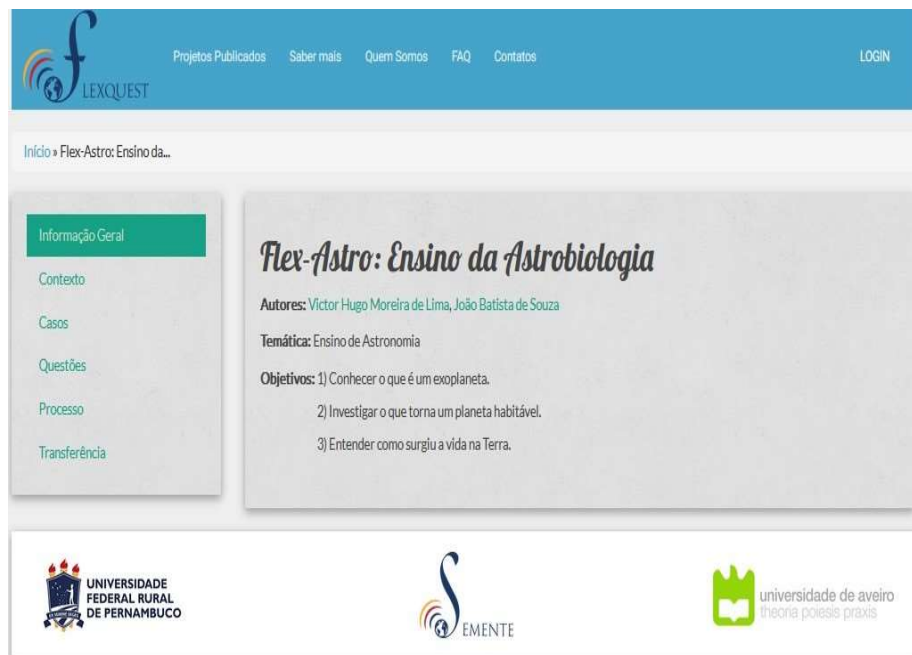 FLEXQUEST
Projetos Publicados Saber mais Quem Somos FAQ Contatos LOGIN
Início » Flex-Astro: Ensino da...
Informação Geral
Contexto
Casos
Questões
Processo
Transferência
Flex-Astro: Ensino da Astrobiologia
Autores: Victor Hugo Moreira de Lima, João Batista de Souza
Temática: Ensino de Astronomia
Objetivos: 1) Conhecer o que é um exoplaneta.
2) Investigar o que torna um planeta habitável.
3) Entender como surgiu a vida na Terra.
UNIVERSIDADE
FEDERAL RURAL
DE PERNAMBUCO
SEMENTE
universidade de aveiro
theoria poiesis praxis